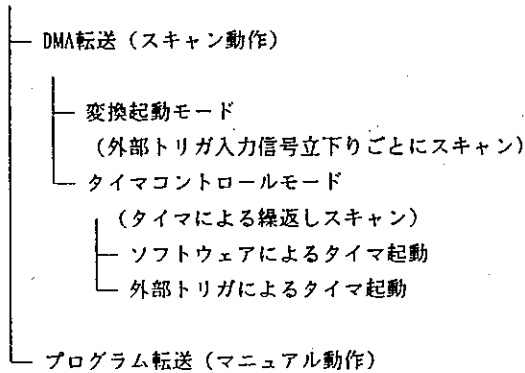 DMA転送（スキャン動作）
変換起動モード
（外部トリガ入力信号立下りごとにスキャン）
タイマコントロールモード
（タイマによる繰返しスキャン）
ソフトウェアによるタイマ起動
外部トリガによるタイマ起動
プログラム転送（マニュアル動作）